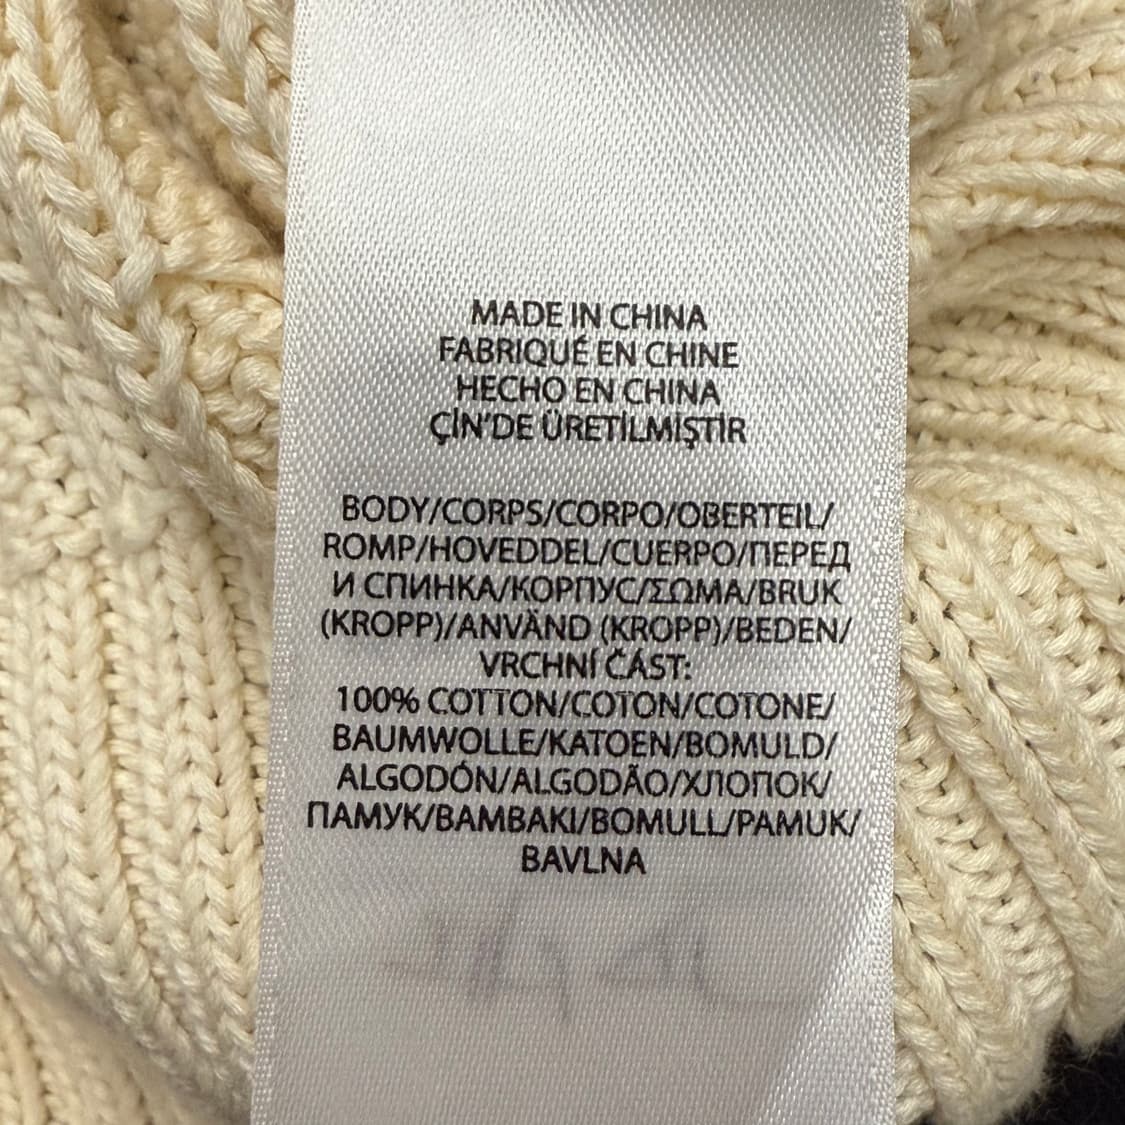 MADE IN CHINA
FABRIQUÉ EN CHINE
HECHO EN CHINA
ÇİN'DE ÜRETİLMİŞTİR
BODY/CORPS/CORPO/OBERTEIL/
ROMP/HOVEDDEL/CUERPO/ПЕРЕД
И СПИНКА/КОРПУС/ΣΩΜΑ/BRUK
(KROPP)/ANVÄND (KROPP)/BEDEN/
VRCHNÍ ČÁST:
100% COTTON/COTON/COTONE/
BAUMWOLLE/KATOEN/BOMULD/
ALGODÓN/ALGODÃO/ХЛОПОК/
ПАМУК/ΒΑΜΒΑΚΙ/BOMULL/PAMUK/
BAVLNA